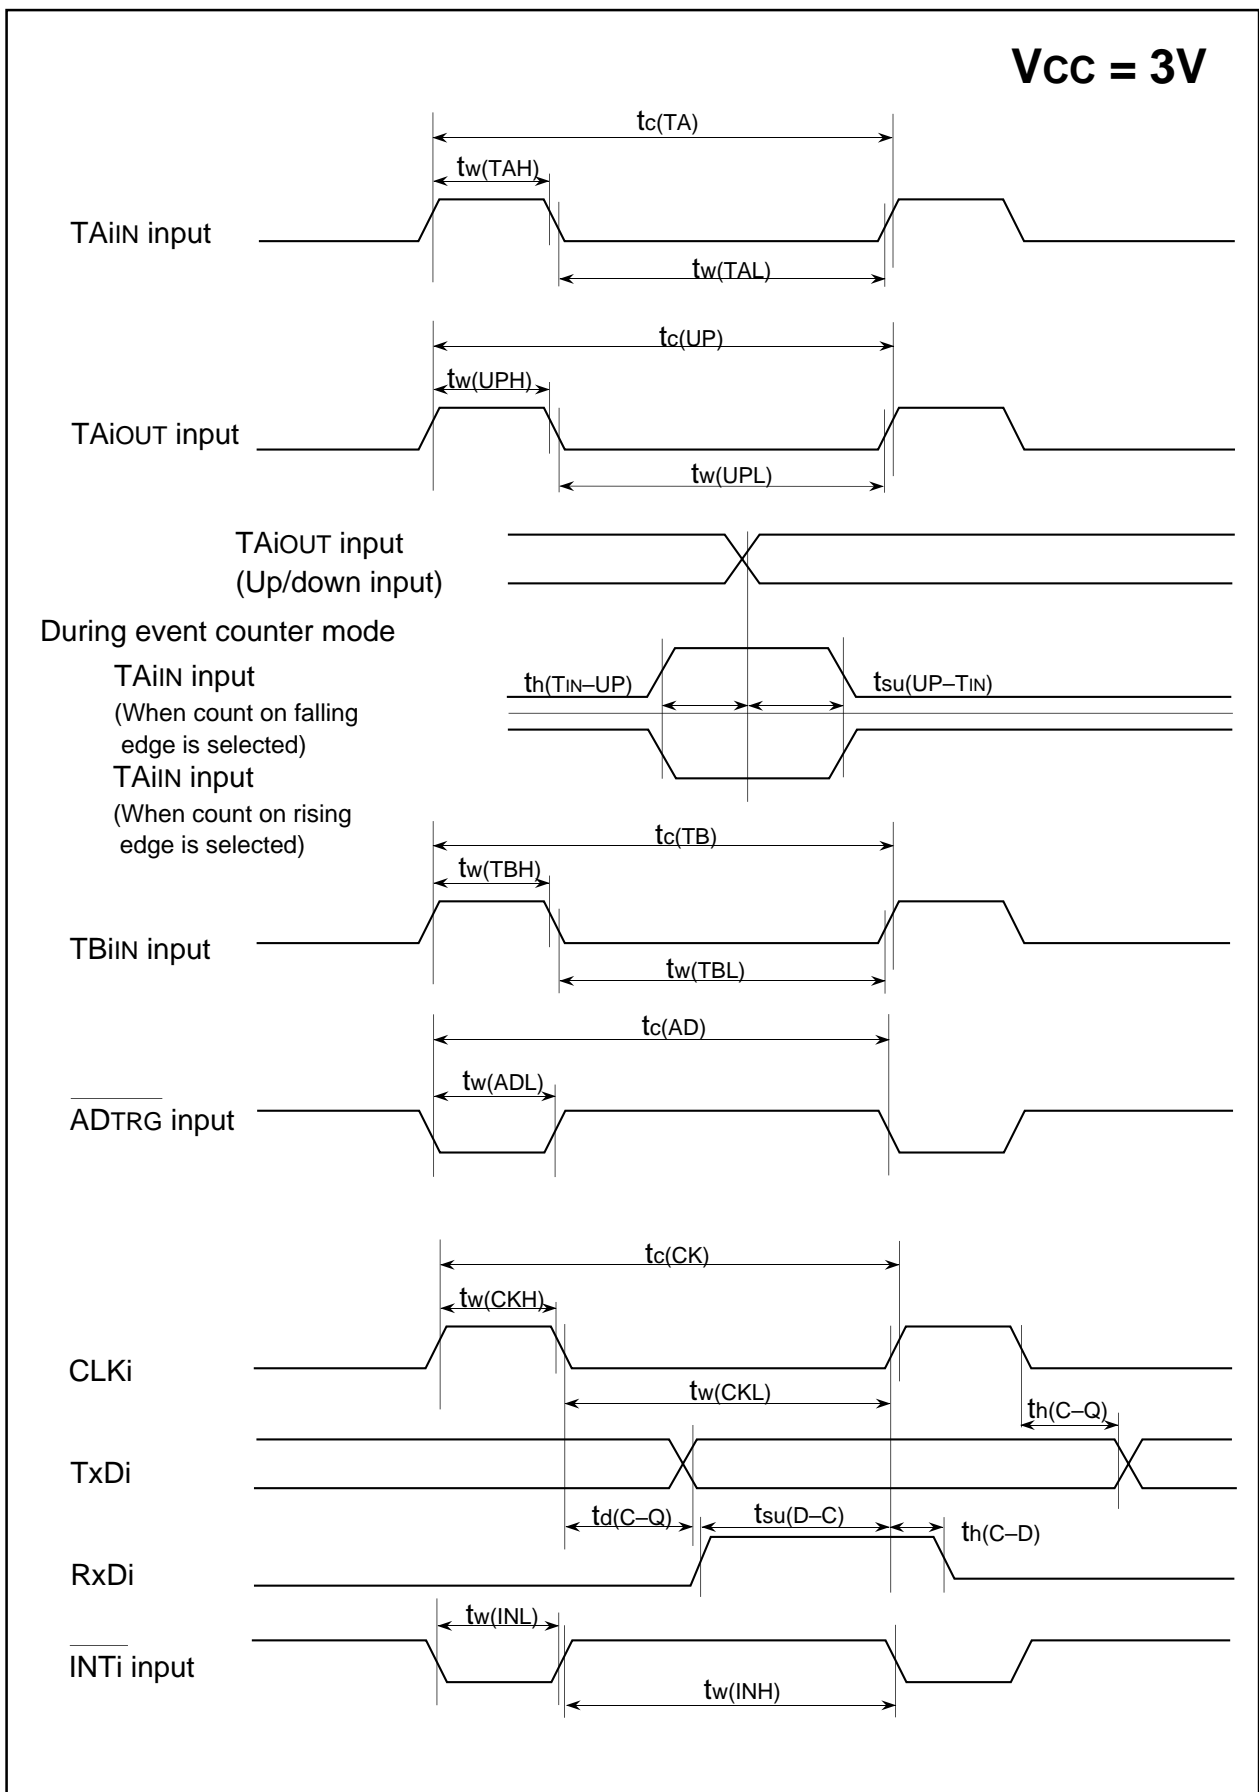 VCC = 3V
tc(TA)
tw(TAH)
TAiIN input
tw(TAL)
tc(UP)
tw(UPH)
TAiOUT input
tw(UPL)
TAiOUT input
(Up/down input)
During event counter mode
TAiIN input
(When count on falling
edge is selected)
th(TIN–UP)
tsu(UP–TIN)
TAiIN input
(When count on rising
edge is selected)
tc(TB)
tw(TBH)
TBiIN input
tw(TBL)
tc(AD)
tw(ADL)
ADTRG input
tc(CK)
tw(CKH)
CLKi
tw(CKL)
th(C–Q)
TxDi
td(C–Q)
tsu(D–C)
th(C–D)
RxDi
tw(INL)
INTi input
tw(INH)